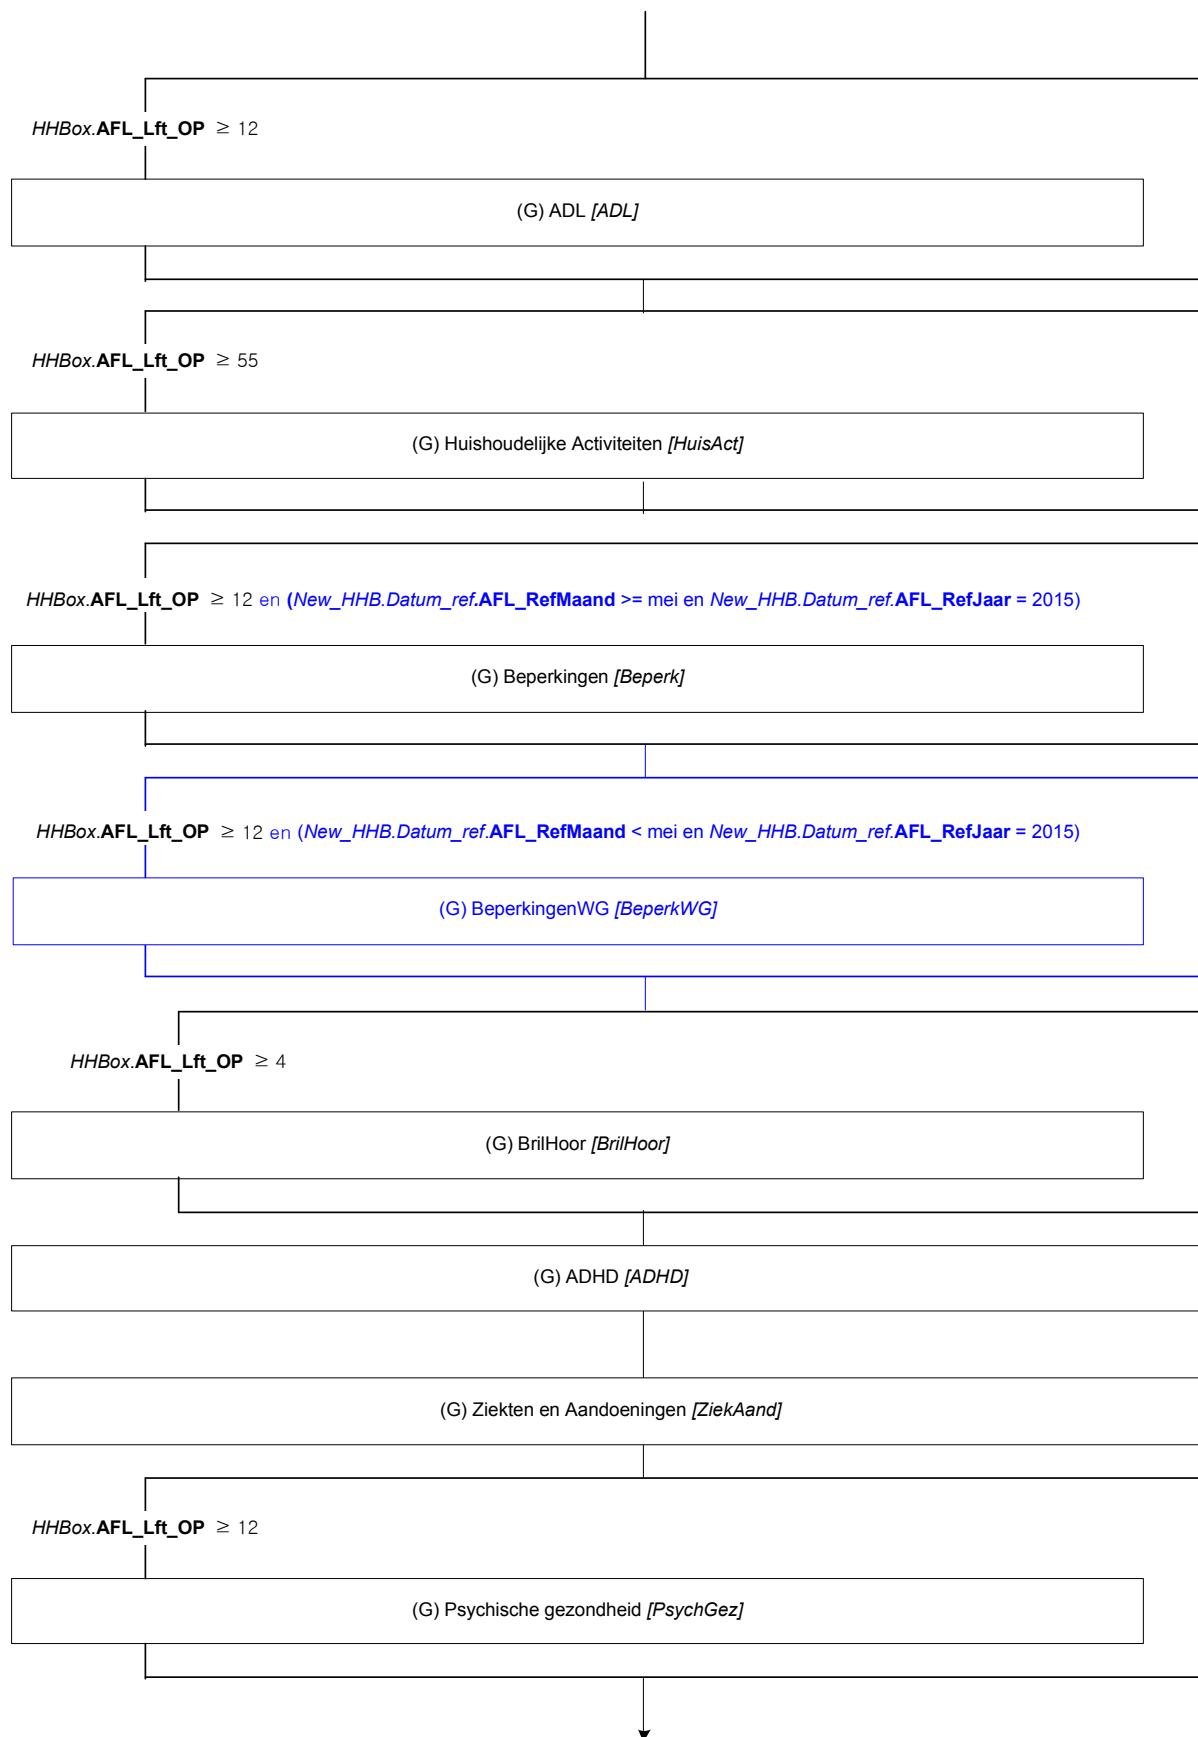 HHBox.AFL_Lft_OP ≥ 12
(G) ADL [ADL]
HHBox.AFL_Lft_OP ≥ 55
(G) Huishoudelijke Activiteiten [HuisAct]
HHBox.AFL_Lft_OP ≥ 12 en (New_HHB.Datum_ref.AFL_RefMaand >= mei en New_HHB.Datum_ref.AFL_RefJaar = 2015)
(G) Beperkingen [Beperk]
HHBox.AFL_Lft_OP ≥ 12 en (New_HHB.Datum_ref.AFL_RefMaand < mei en New_HHB.Datum_ref.AFL_RefJaar = 2015)
(G) BeperkingenWG [BeperkWG]
HHBox.AFL_Lft_OP ≥ 4
(G) BrilHoor [BrilHoor]
(G) ADHD [ADHD]
(G) Ziekten en Aandoeningen [ZiekAand]
HHBox.AFL_Lft_OP ≥ 12
(G) Psychische gezondheid [PsychGez]